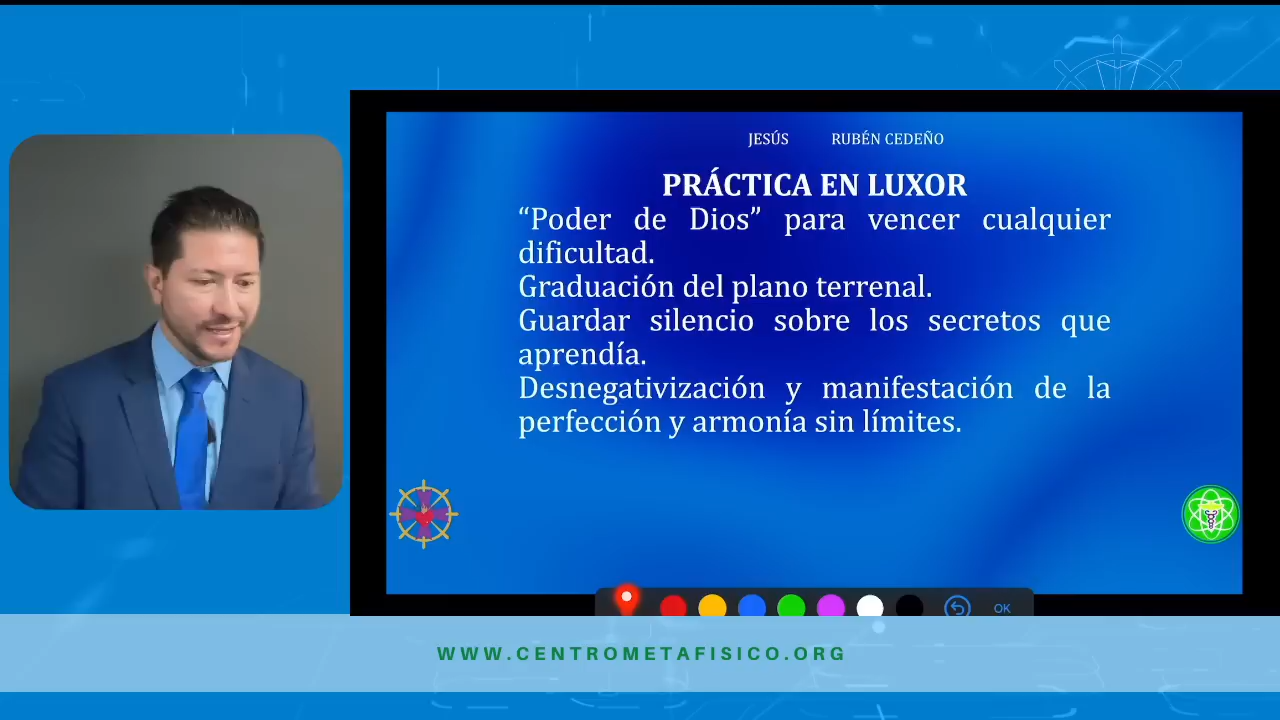 JESÚS RUBÉN CEDEÑO
PRÁCTICA EN LUXOR
“Poder de Dios” para vencer cualquier
dificultad.
Graduación del plano terrenal.
Guardar silencio sobre los secretos que
aprendía.
Desnegativización y manifestación de la
perfección y armonía sin límites.
OK
WWW.CENTROMETAFISICO.ORG